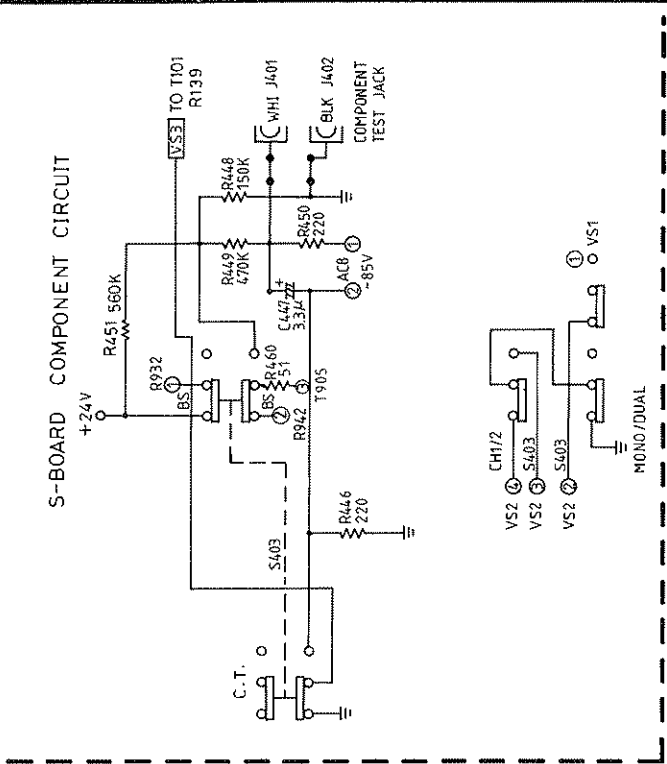 S-BOARD COMPONENT CIRCUIT
+24V
R451 560K
VS3 TO T101
R139
WHI J401
BLK J402
COMPONENT
TEST JACK
R448
150K
R449
470K
R450
220
AC8
~85V
1
2
C447
3.3μ
+
R932
1
BS
R460
51
BS
2
R942
3
T905
S403
R446
220
C.T.
CH1/2
S403
S403
VS2 4
VS2 3
VS2 2
1
VS1
MONO/DUAL